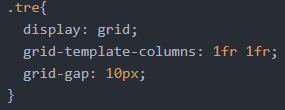 .tre{
  display: grid;
  grid-template-columns: 1fr 1fr;
  grid-gap: 10px;
}